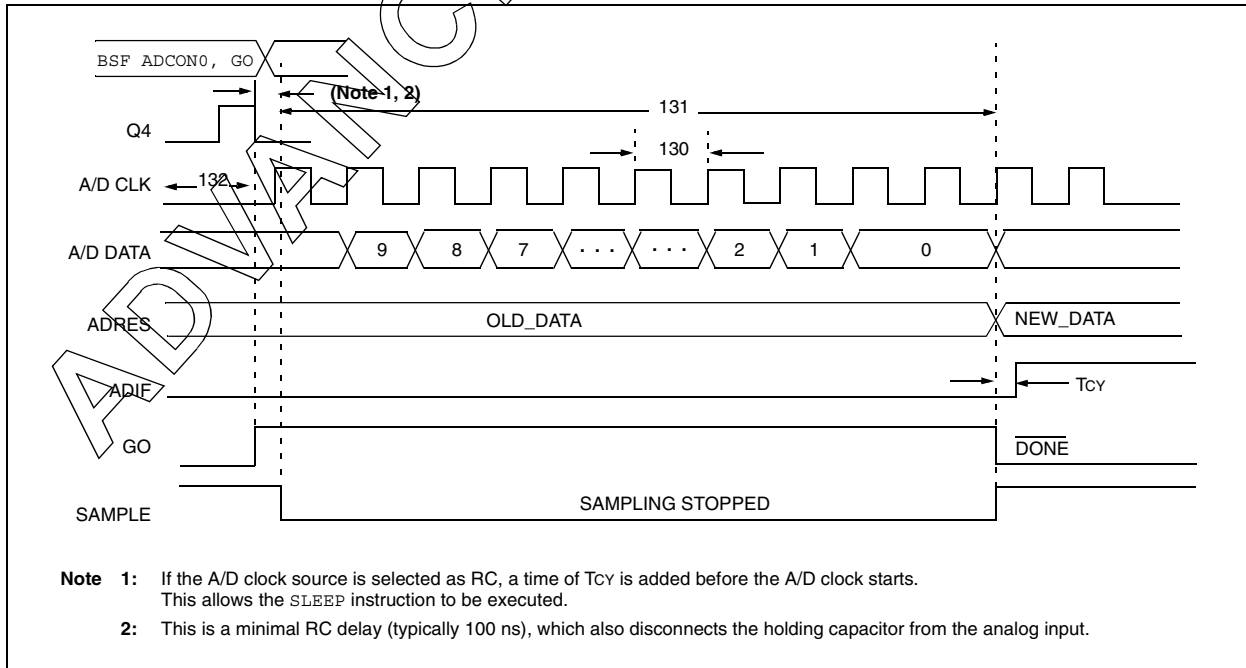 BSF ADCON0, GO
(Note 1, 2)
131
Q4
130
A/D CLK
132
A/D DATA
9 8 7 . . . . . . 2 1 0
ADRES
OLD_DATA
NEW_DATA
ADIF
TCY
GO
DONE
SAMPLE
SAMPLING STOPPED
Note 1: If the A/D clock source is selected as RC, a time of TCY is added before the A/D clock starts.
This allows the SLEEP instruction to be executed.
2: This is a minimal RC delay (typically 100 ns), which also disconnects the holding capacitor from the analog input.
ADVANC